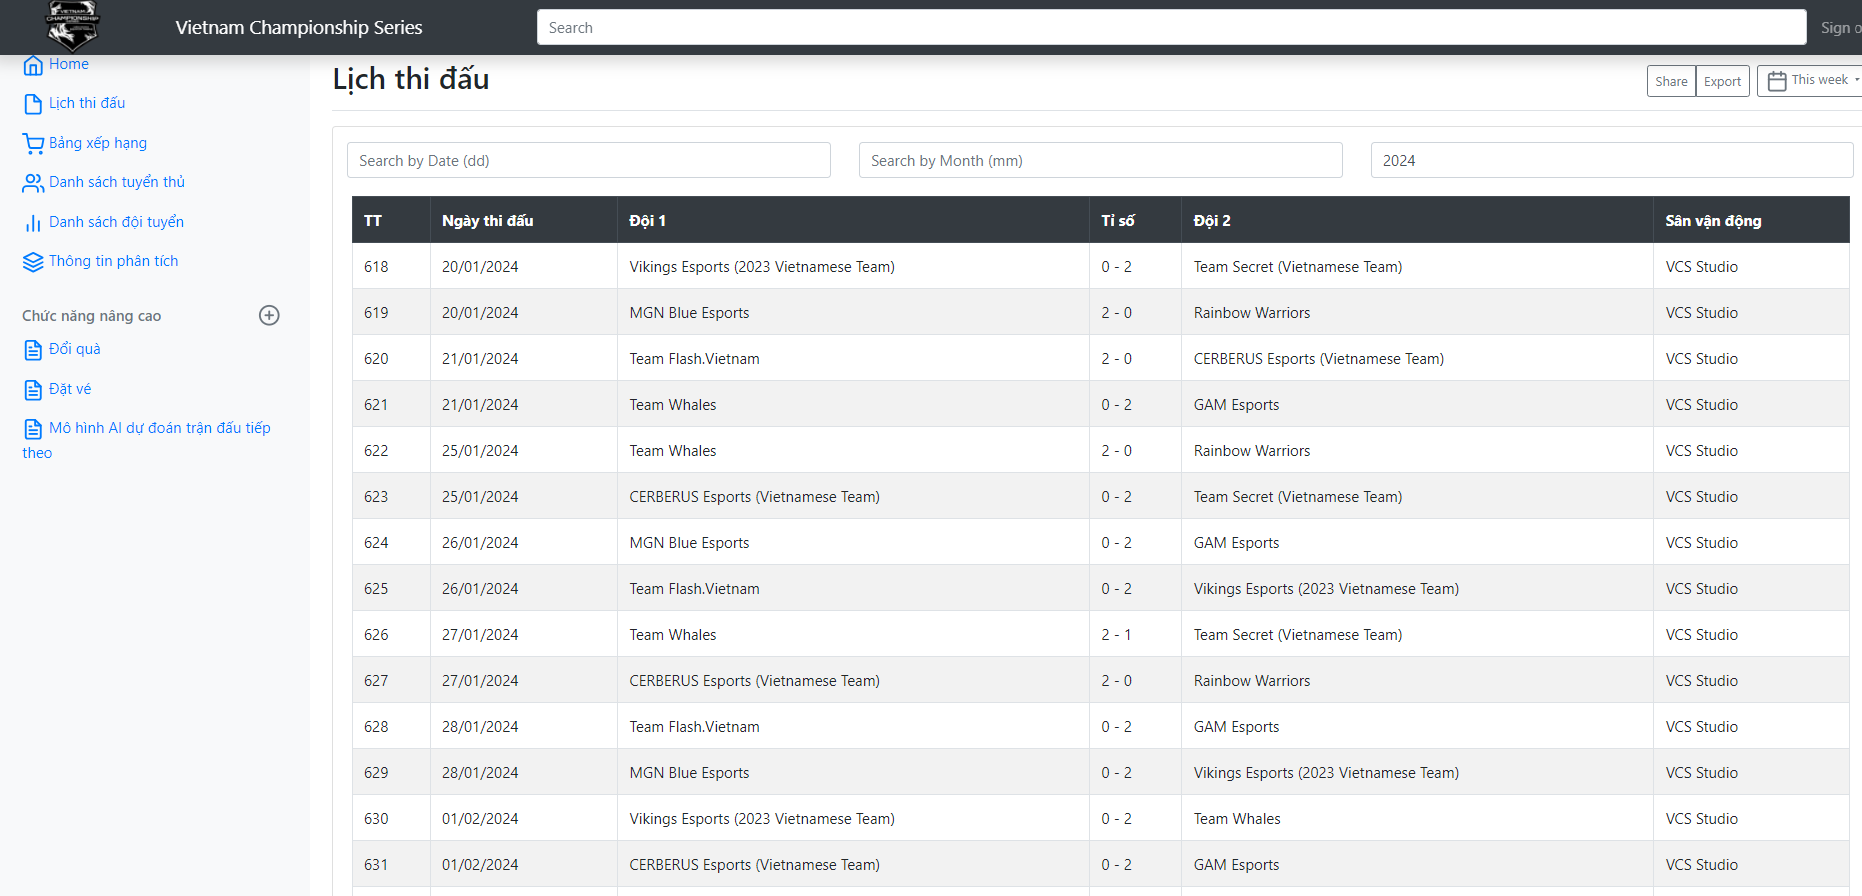 VIETNAM
CHAMPIONSHIP
Vietnam Championship Series
Search
Sign o
Home
Lịch thi đấu
Bảng xếp hạng
Danh sách tuyển thủ
Danh sách đội tuyển
Thông tin phân tích
Chức năng nâng cao
Đổi quà
Đặt vé
Mô hình AI dự đoán trận đấu tiếp
theo
Lịch thi đấu
Share Export This week
Search by Date (dd) Search by Month (mm) 2024
TT Ngày thi đấu Đội 1 Tỉ số Đội 2 Sân vận động
618 20/01/2024 Vikings Esports (2023 Vietnamese Team) 0 - 2 Team Secret (Vietnamese Team) VCS Studio
619 20/01/2024 MGN Blue Esports 2 - 0 Rainbow Warriors VCS Studio
620 21/01/2024 Team Flash.Vietnam 2 - 0 CERBERUS Esports (Vietnamese Team) VCS Studio
621 21/01/2024 Team Whales 0 - 2 GAM Esports VCS Studio
622 25/01/2024 Team Whales 2 - 0 Rainbow Warriors VCS Studio
623 25/01/2024 CERBERUS Esports (Vietnamese Team) 0 - 2 Team Secret (Vietnamese Team) VCS Studio
624 26/01/2024 MGN Blue Esports 0 - 2 GAM Esports VCS Studio
625 26/01/2024 Team Flash.Vietnam 0 - 2 Vikings Esports (2023 Vietnamese Team) VCS Studio
626 27/01/2024 Team Whales 2 - 1 Team Secret (Vietnamese Team) VCS Studio
627 27/01/2024 CERBERUS Esports (Vietnamese Team) 2 - 0 Rainbow Warriors VCS Studio
628 28/01/2024 Team Flash.Vietnam 0 - 2 GAM Esports VCS Studio
629 28/01/2024 MGN Blue Esports 0 - 2 Vikings Esports (2023 Vietnamese Team) VCS Studio
630 01/02/2024 Vikings Esports (2023 Vietnamese Team) 0 - 2 Team Whales VCS Studio
631 01/02/2024 CERBERUS Esports (Vietnamese Team) 0 - 2 GAM Esports VCS Studio